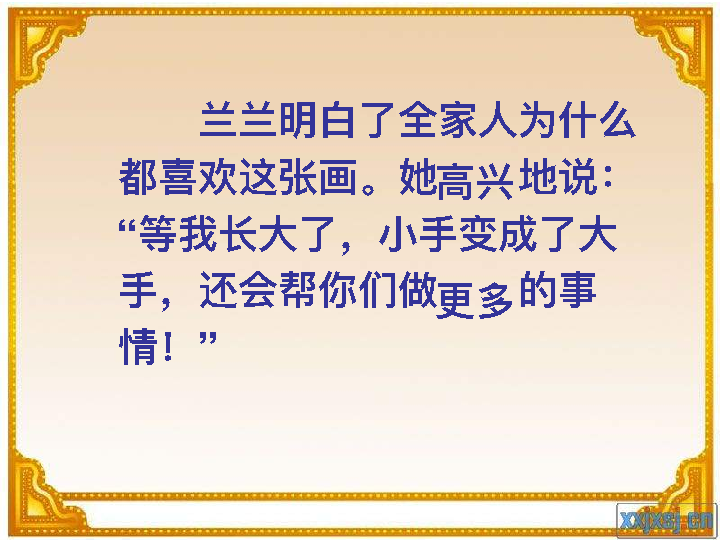 兰兰明白了全家人为什么
都喜欢这张画。她高兴地说：
“等我长大了，小手变成了大
手，还会帮你们做更多的事
情！”
xxjxsj.cn